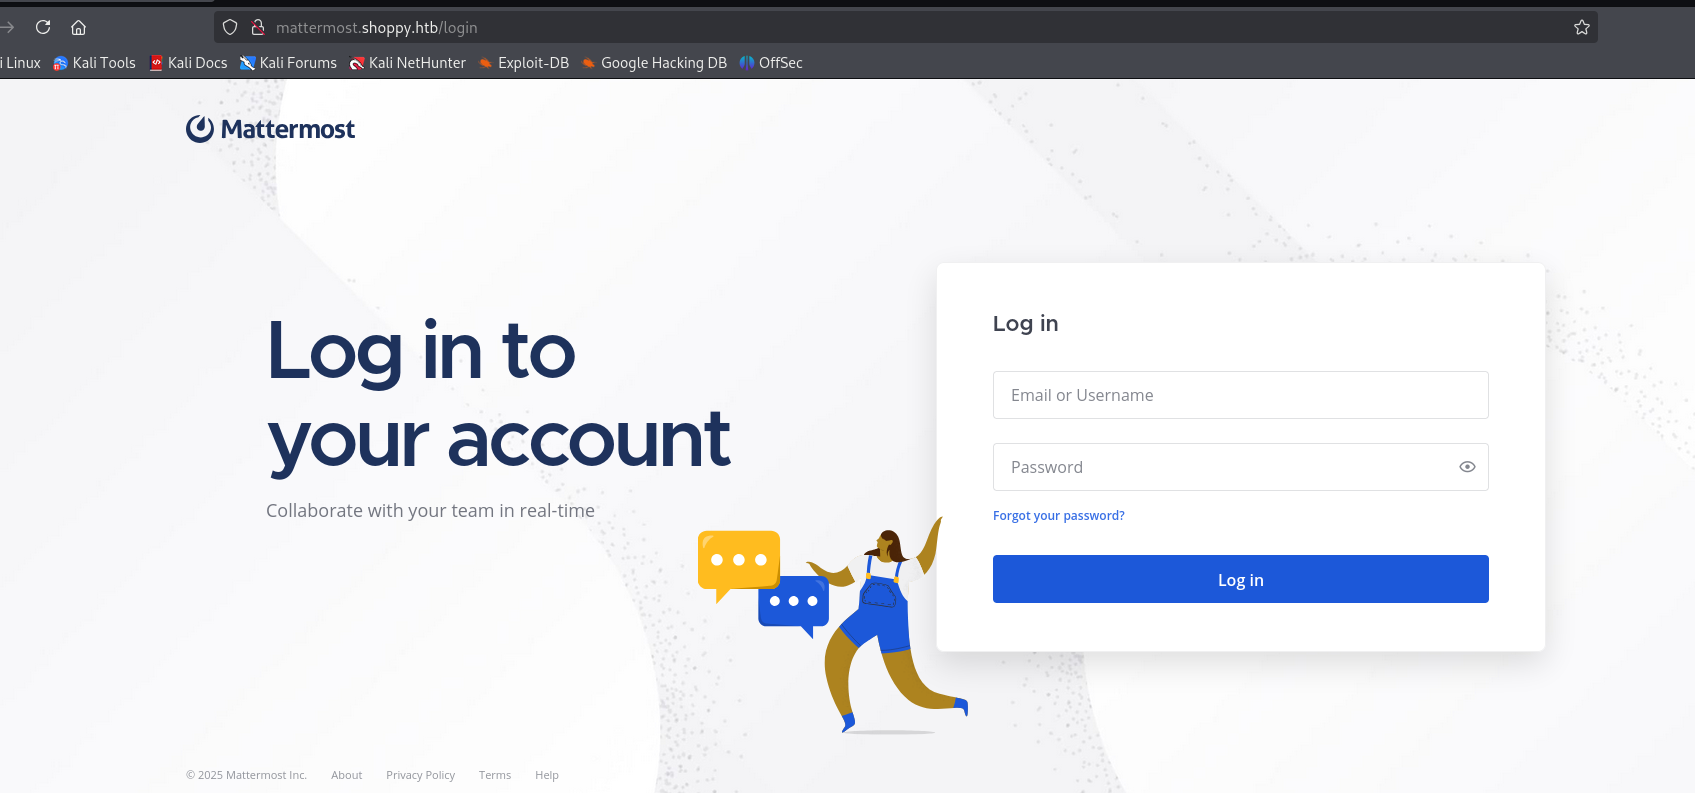 mattermost.shoppy.htb/login
i Linux Kali Tools Kali Docs Kali Forums Kali NetHunter Exploit-DB Google Hacking DB OffSec
Mattermost
Log in to
your account
Collaborate with your team in real-time
Log in
Email or Username
Password
Forgot your password?
Log in
© 2025 Mattermost Inc. About Privacy Policy Terms Help